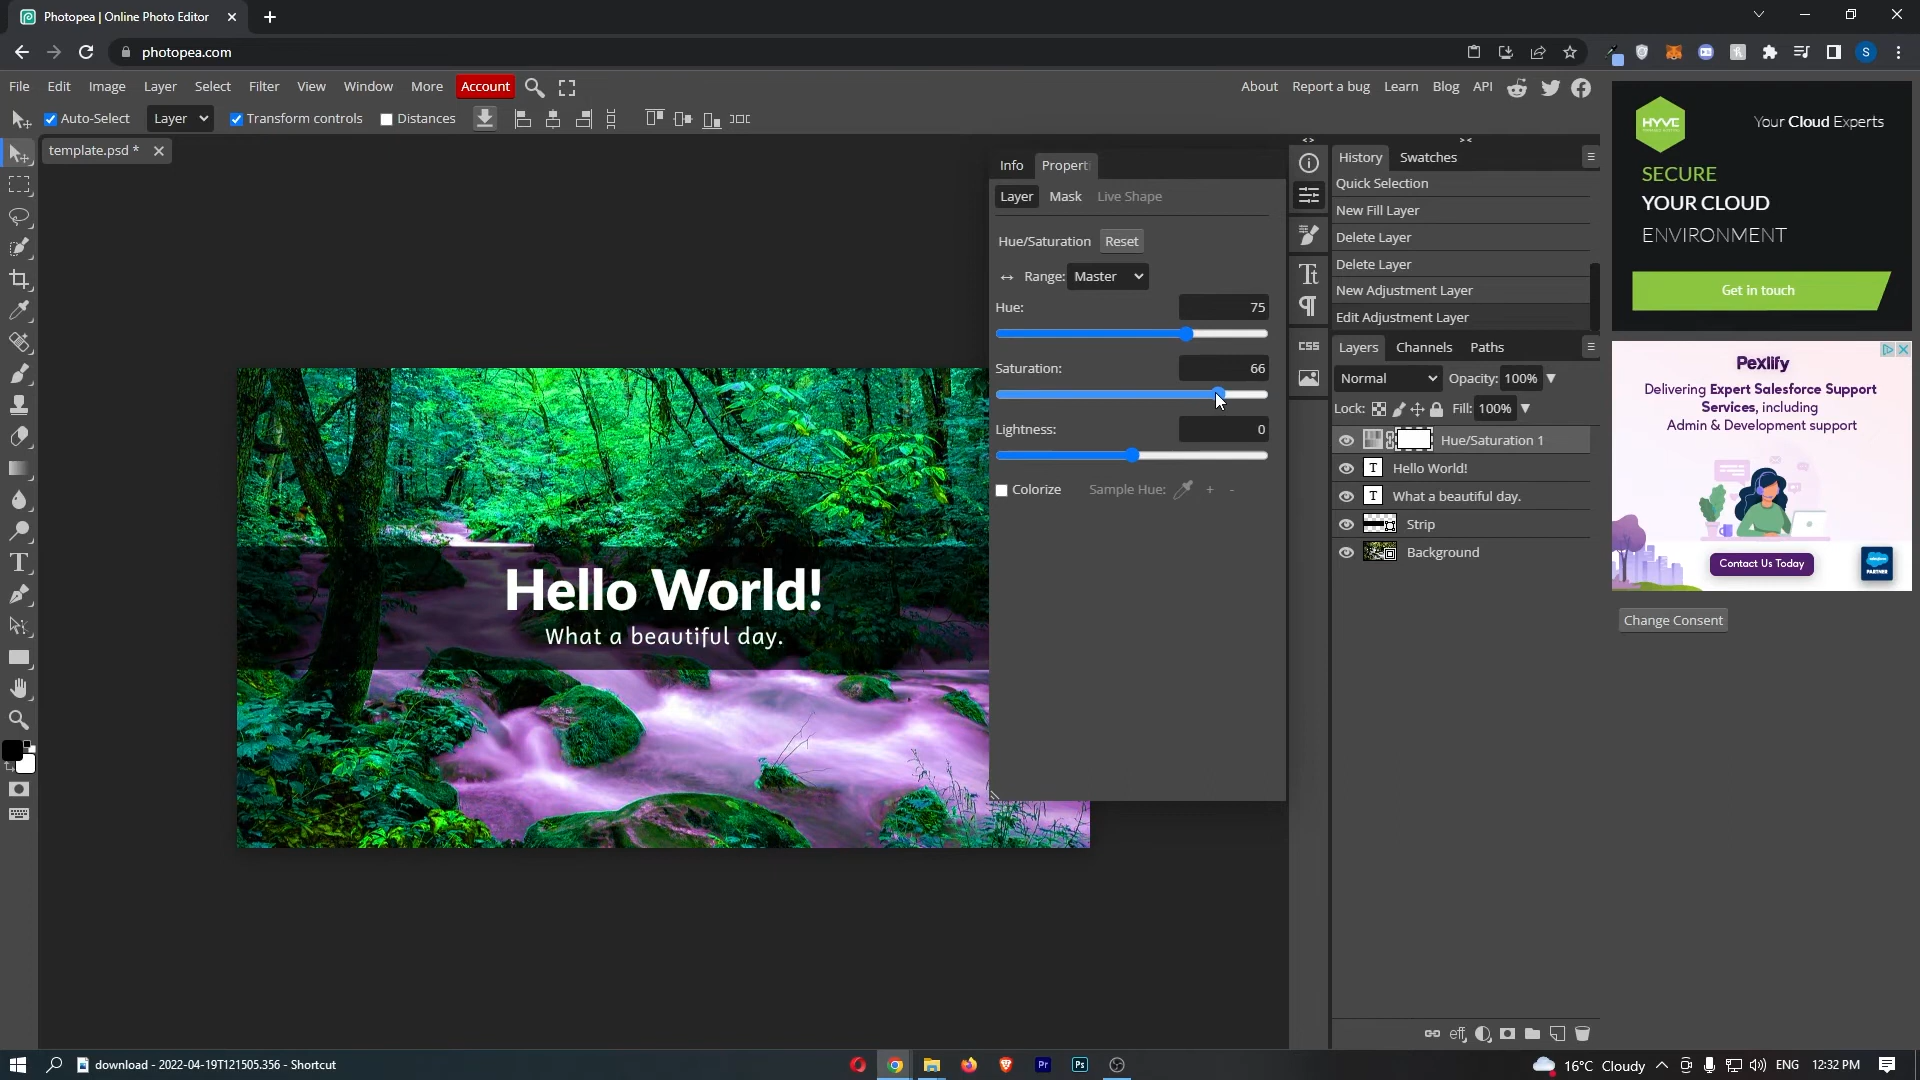 Photopea | Online Photo Editor
photopea.com
S
File Edit Image Layer Select Filter View Window More Account
About Report a bug Learn Blog API
Auto-Select Layer Transform controls Distances
template.psd *
Info Propert
Layer Mask Live Shape
Hue/Saturation Reset
Range: Master
Hue: 75
Saturation: 66
Lightness: 0
Colorize Sample Hue: + -
CSS
History Swatches
Quick Selection
New Fill Layer
Delete Layer
Delete Layer
New Adjustment Layer
Edit Adjustment Layer
Layers Channels Paths
Normal Opacity: 100%
Lock: Fill: 100%
Hue/Saturation 1
T Hello World!
T What a beautiful day.
Strip
Background
eff
Hello World!
What a beautiful day.
HYVE
Your Cloud Experts
SECURE
YOUR CLOUD
ENVIRONMENT
Get in touch
Pexlify
Delivering Expert Salesforce Support
Services, including
Admin & Development support
Contact Us Today
PARTNER
Change Consent
download - 2022-04-19T121505.356 - Shortcut
Pr
Ps
16°C Cloudy
ENG 12:32 PM